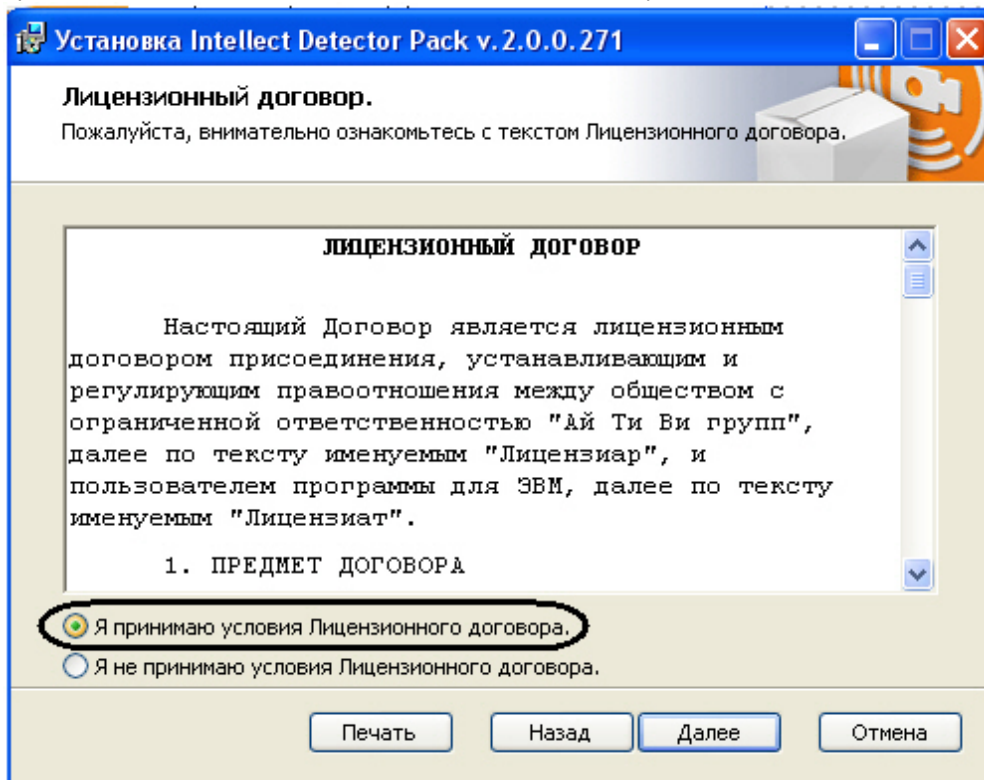 Установка Intellect Detector Pack v.2.0.0.271
Лицензионный договор.
Пожалуйста, внимательно ознакомьтесь с текстом Лицензионного договора.
ЛИЦЕНЗИОННЫЙ ДОГОВОР
Настоящий Договор является лицензионным
договором присоединения, устанавливающим и
регулирующим правоотношения между обществом с
ограниченной ответственностью "Ай Ти Ви групп",
далее по тексту именуемым "Лицензиар", и
пользователем программы для ЭВМ, далее по тексту
именуемым "Лицензиат".
1. ПРЕДМЕТ ДОГОВОРА
Я принимаю условия Лицензионного договора.
Я не принимаю условия Лицензионного договора.
Печать Назад Далее Отмена